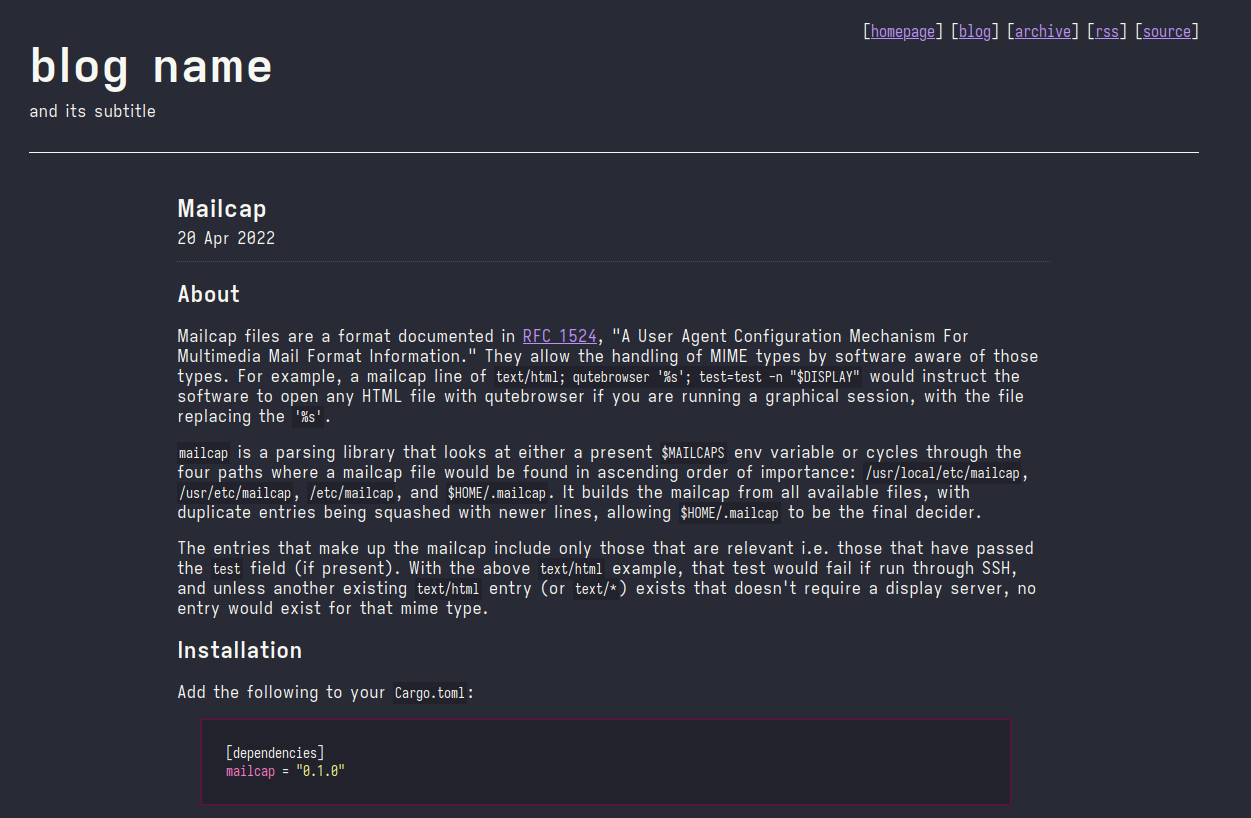 [homepage] [blog] [archive] [rss] [source]
blog name
and its subtitle
Mailcap
20 Apr 2022
About
Mailcap files are a format documented in RFC 1524, "A User Agent Configuration Mechanism For
Multimedia Mail Format Information." They allow the handling of MIME types by software aware of those
types. For example, a mailcap line of text/html; qutebrowser '%s'; test=test -n "$DISPLAY" would instruct the
software to open any HTML file with qutebrowser if you are running a graphical session, with the file
replacing the '%s'.
mailcap is a parsing library that looks at either a present $MAILCAPS env variable or cycles through the
four paths where a mailcap file would be found in ascending order of importance: /usr/local/etc/mailcap,
/usr/etc/mailcap, /etc/mailcap, and $HOME/.mailcap. It builds the mailcap from all available files, with
duplicate entries being squashed with newer lines, allowing $HOME/.mailcap to be the final decider.
The entries that make up the mailcap include only those that are relevant i.e. those that have passed
the test field (if present). With the above text/html example, that test would fail if run through SSH,
and unless another existing text/html entry (or text/*) exists that doesn't require a display server, no
entry would exist for that mime type.
Installation
Add the following to your Cargo.toml:
[dependencies]
mailcap = "0.1.0"